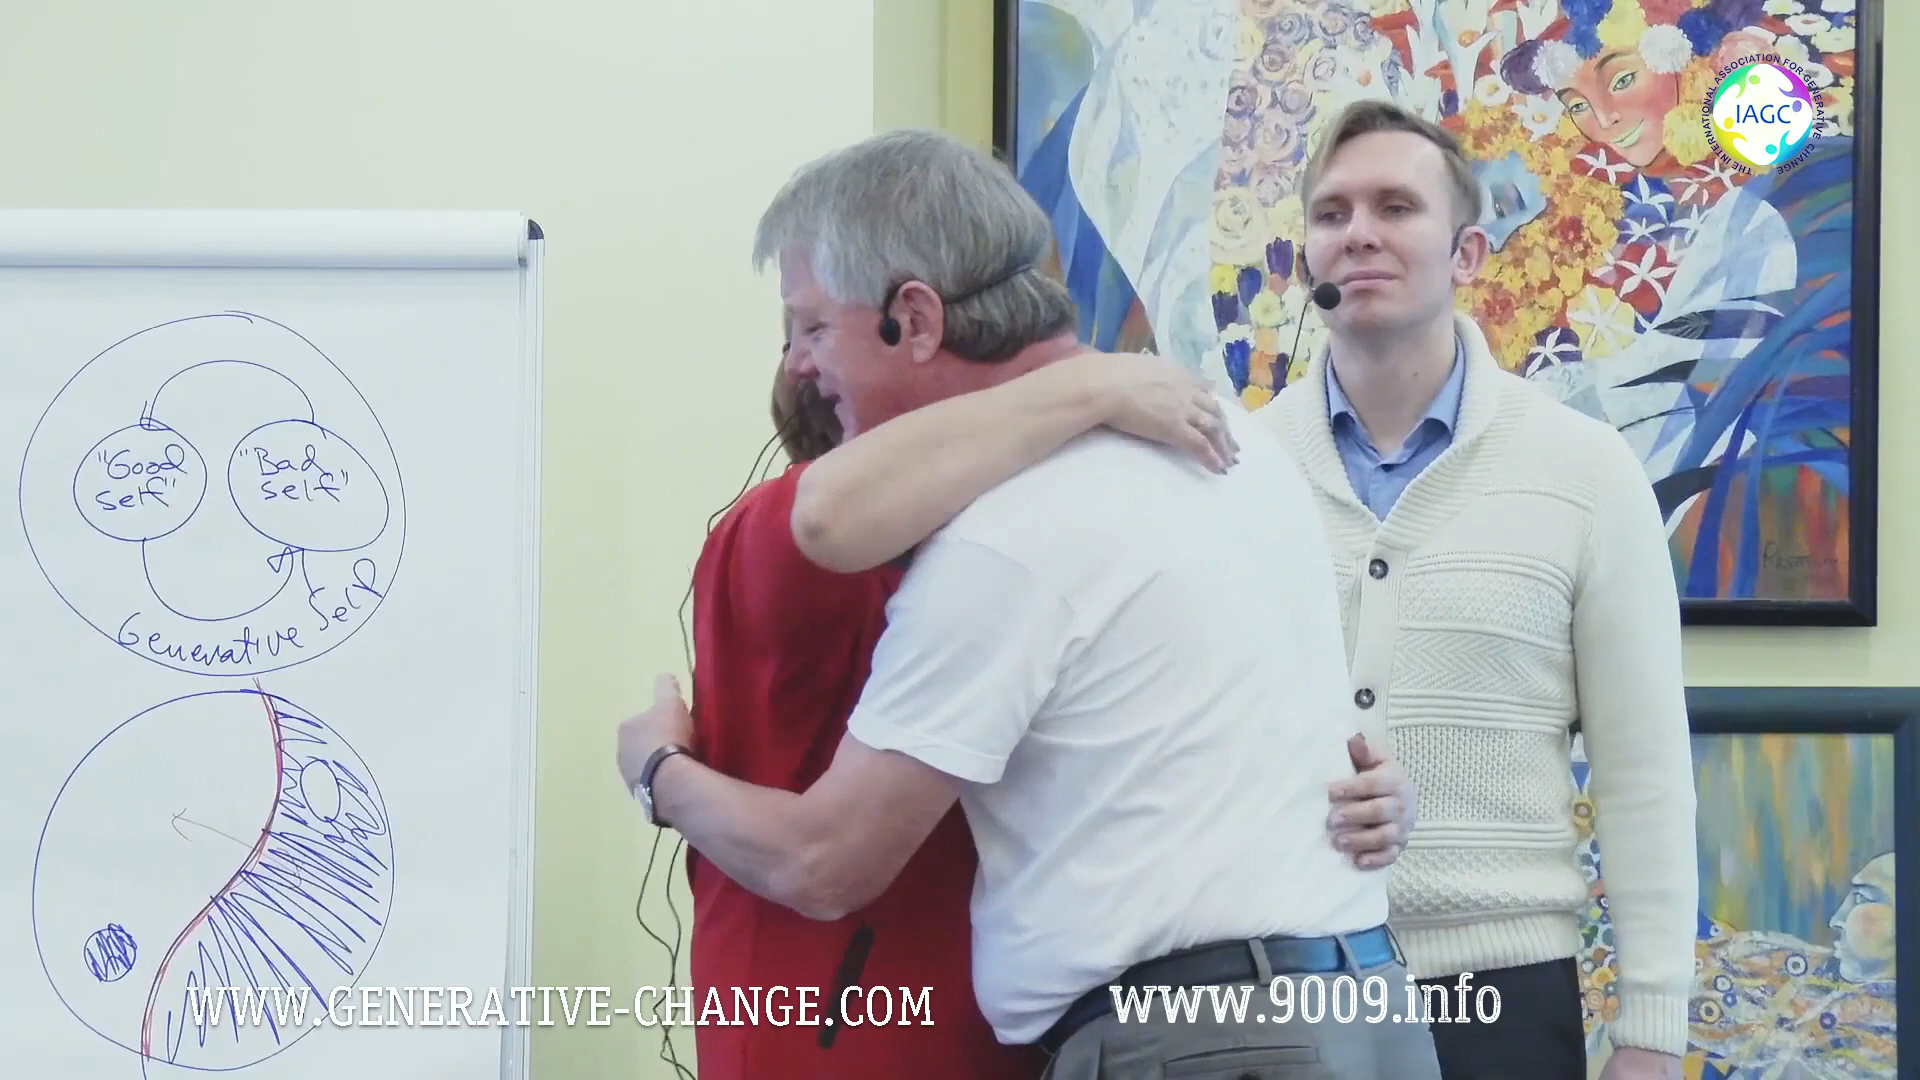 "Good
self"
"Bad
self"
Generative Self
THE INTERNATIONAL ASSOCIATION FOR GENERATIVE CHANGE
IAGC
WWW.GENERATIVE-CHANGE.COM
www.9009.info